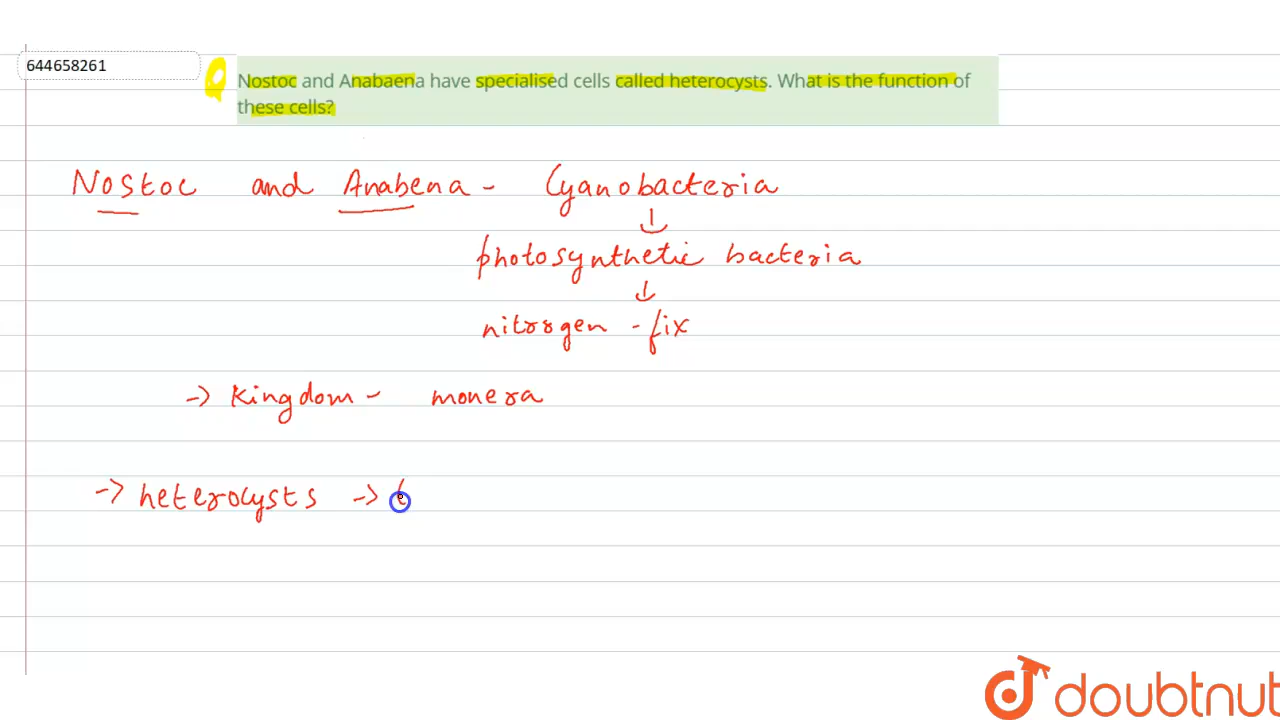 644658261
Nostoc and Anabaena have specialised cells called heterocysts. What is the function of
these cells?
Nostoc and Anabena - Cyanobacteria
photosynthetic bacteria
nitrogen - fix
-> Kingdom - monera
-> heterocysts ->
doubtnut